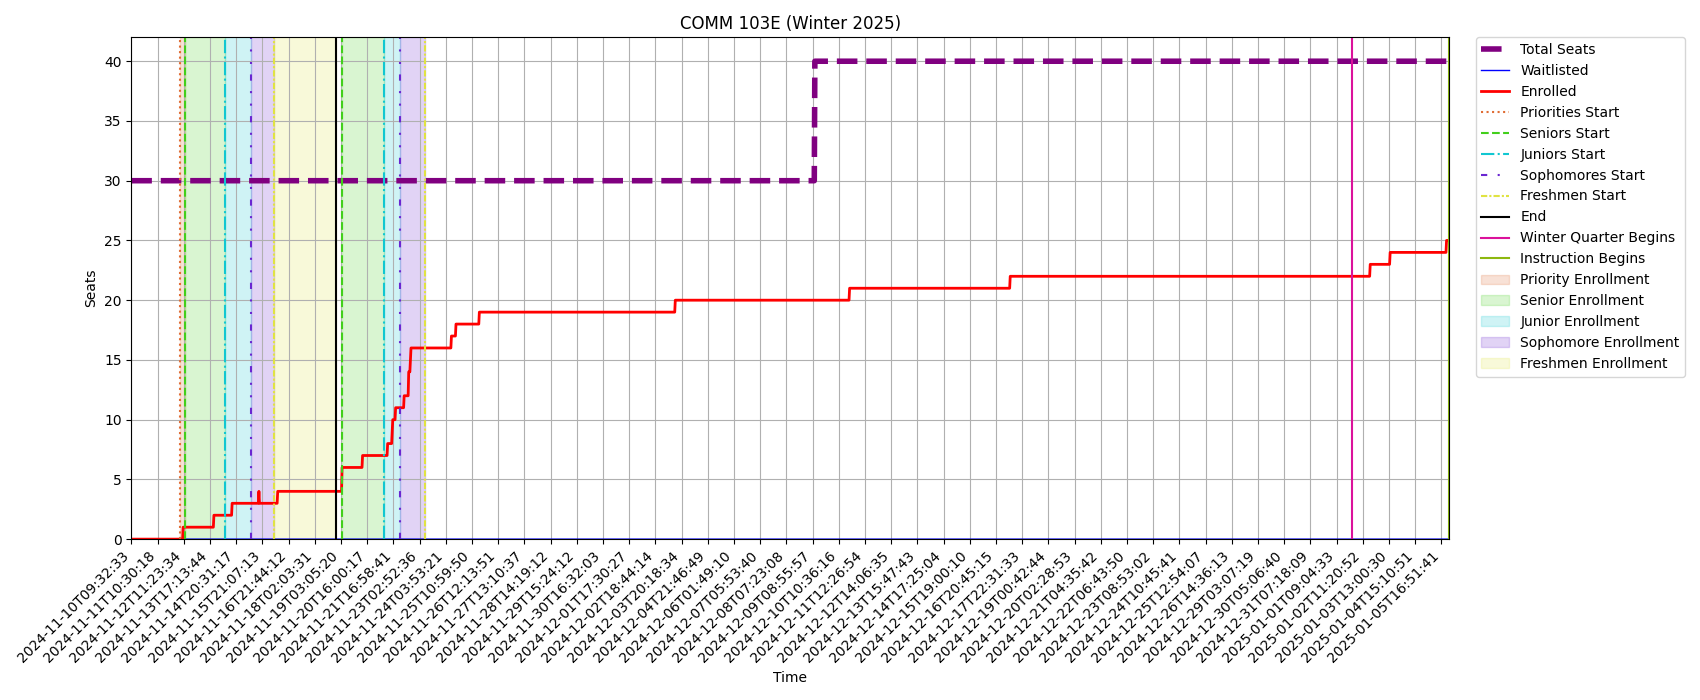 COMM 103E (Winter 2025)
Seats
40
35
30
25
20
15
10
5
0
2024-11-10T09:32:33
2024-11-11T10:30:18
2024-11-12T11:23:34
2024-11-13T17:13:44
2024-11-14T20:31:17
2024-11-15T21:07:13
2024-11-16T21:44:12
2024-11-18T02:03:31
2024-11-19T03:05:20
2024-11-20T16:00:17
2024-11-21T16:58:41
2024-11-23T02:52:36
2024-11-24T03:53:21
2024-11-25T10:59:50
2024-11-26T12:13:51
2024-11-27T13:10:37
2024-11-28T14:19:12
2024-11-29T15:24:12
2024-11-30T16:32:03
2024-12-01T17:30:27
2024-12-02T18:44:14
2024-12-03T20:18:34
2024-12-04T21:46:49
2024-12-06T01:49:10
2024-12-07T05:53:40
2024-12-08T07:23:08
2024-12-09T08:55:57
2024-12-10T10:36:16
2024-12-11T12:26:54
2024-12-12T14:06:35
2024-12-13T15:47:43
2024-12-14T17:25:04
2024-12-15T19:00:10
2024-12-16T20:45:15
2024-12-17T22:31:33
2024-12-19T00:42:44
2024-12-20T02:28:53
2024-12-21T04:35:42
2024-12-22T06:43:50
2024-12-23T08:53:02
2024-12-24T10:45:41
2024-12-25T12:54:07
2024-12-26T14:36:13
2024-12-29T03:07:19
2024-12-30T05:06:40
2024-12-31T07:18:09
2025-01-01T09:04:33
2025-01-02T11:20:52
2025-01-03T13:00:30
2025-01-04T15:10:51
2025-01-05T16:51:41
Time
Total Seats
Waitlisted
Enrolled
Priorities Start
Seniors Start
Juniors Start
Sophomores Start
Freshmen Start
End
Winter Quarter Begins
Instruction Begins
Priority Enrollment
Senior Enrollment
Junior Enrollment
Sophomore Enrollment
Freshmen Enrollment